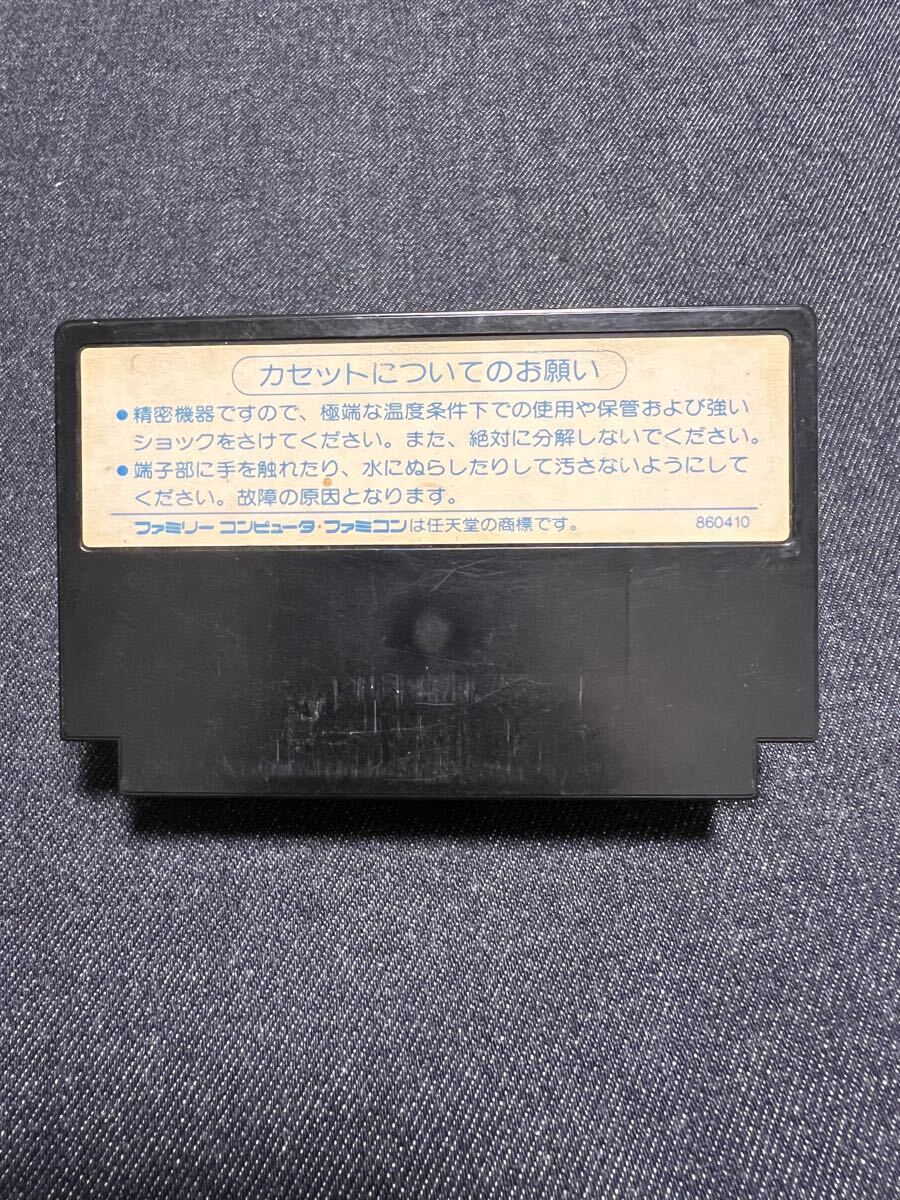 カセットについてのお願い
●精密機器ですので、極端な温度条件下での使用や保管および強い
ショックをさけてください。また、絶対に分解しないでください。
●端子部に手を触れたり、水にぬらしたりして汚さないようにして
ください。故障の原因となります。
ファミリーコンピュータ・ファミコンは任天堂の商標です。 860410